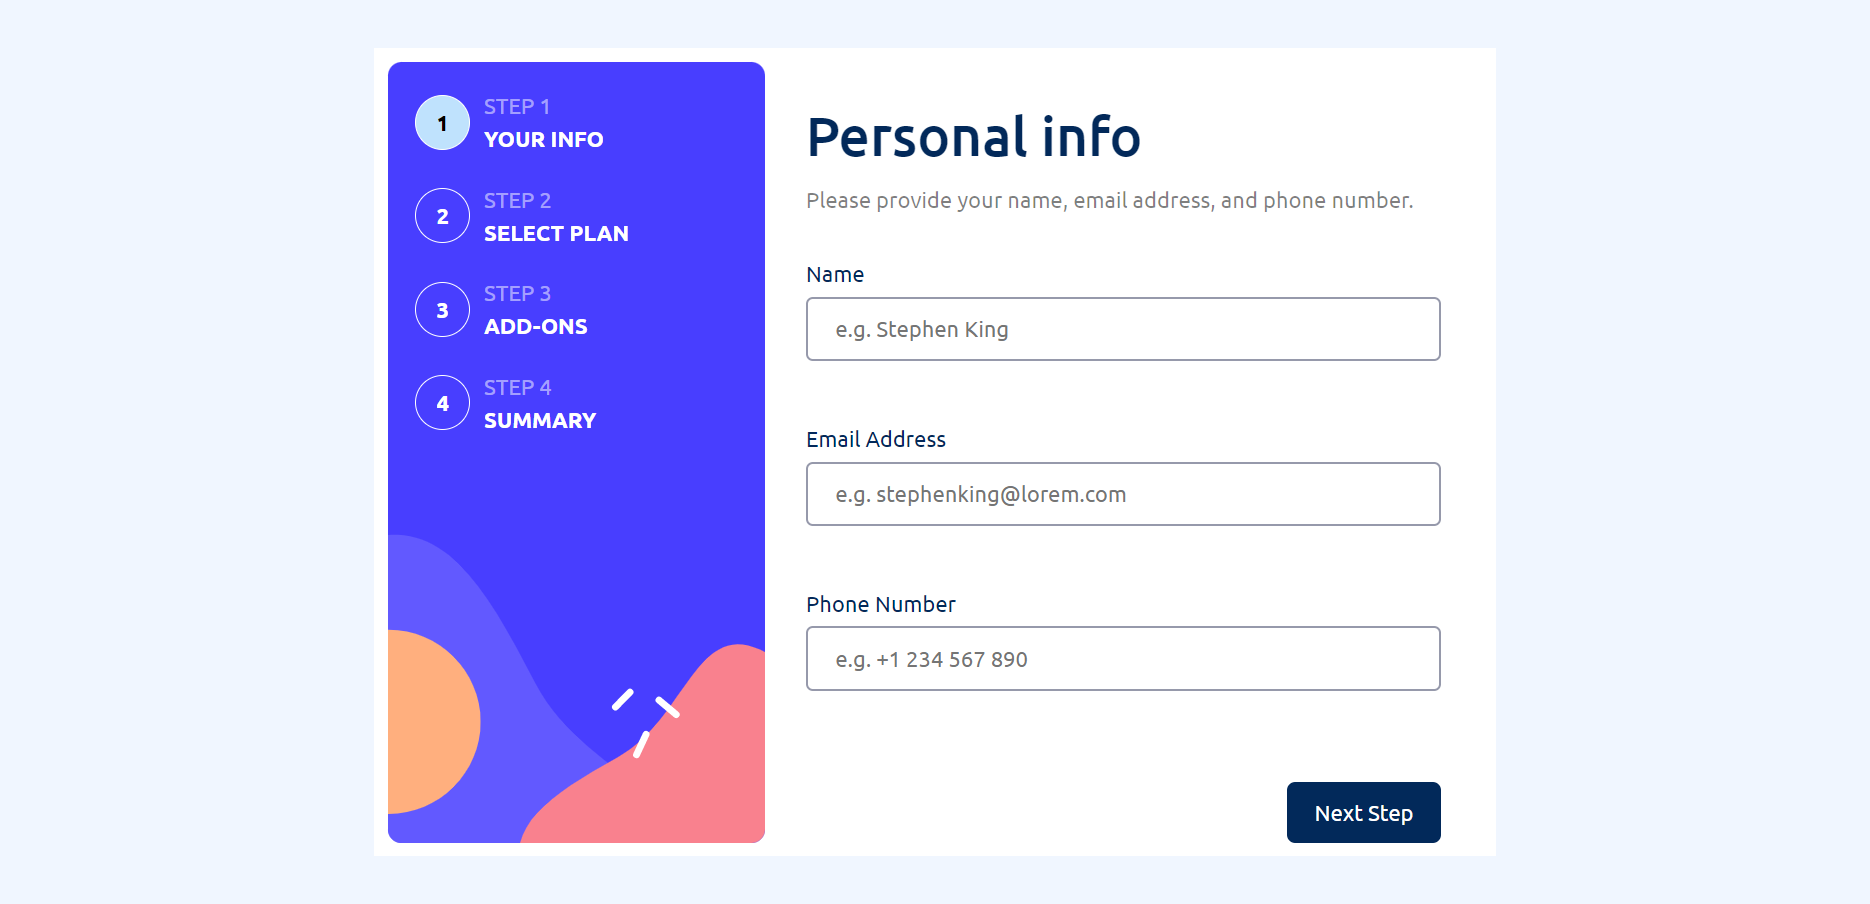 1
STEP 1
YOUR INFO
2
STEP 2
SELECT PLAN
3
STEP 3
ADD-ONS
4
STEP 4
SUMMARY
Personal info
Please provide your name, email address, and phone number.
Name
e.g. Stephen King
Email Address
e.g. stephenking@lorem.com
Phone Number
e.g. +1 234 567 890
Next Step